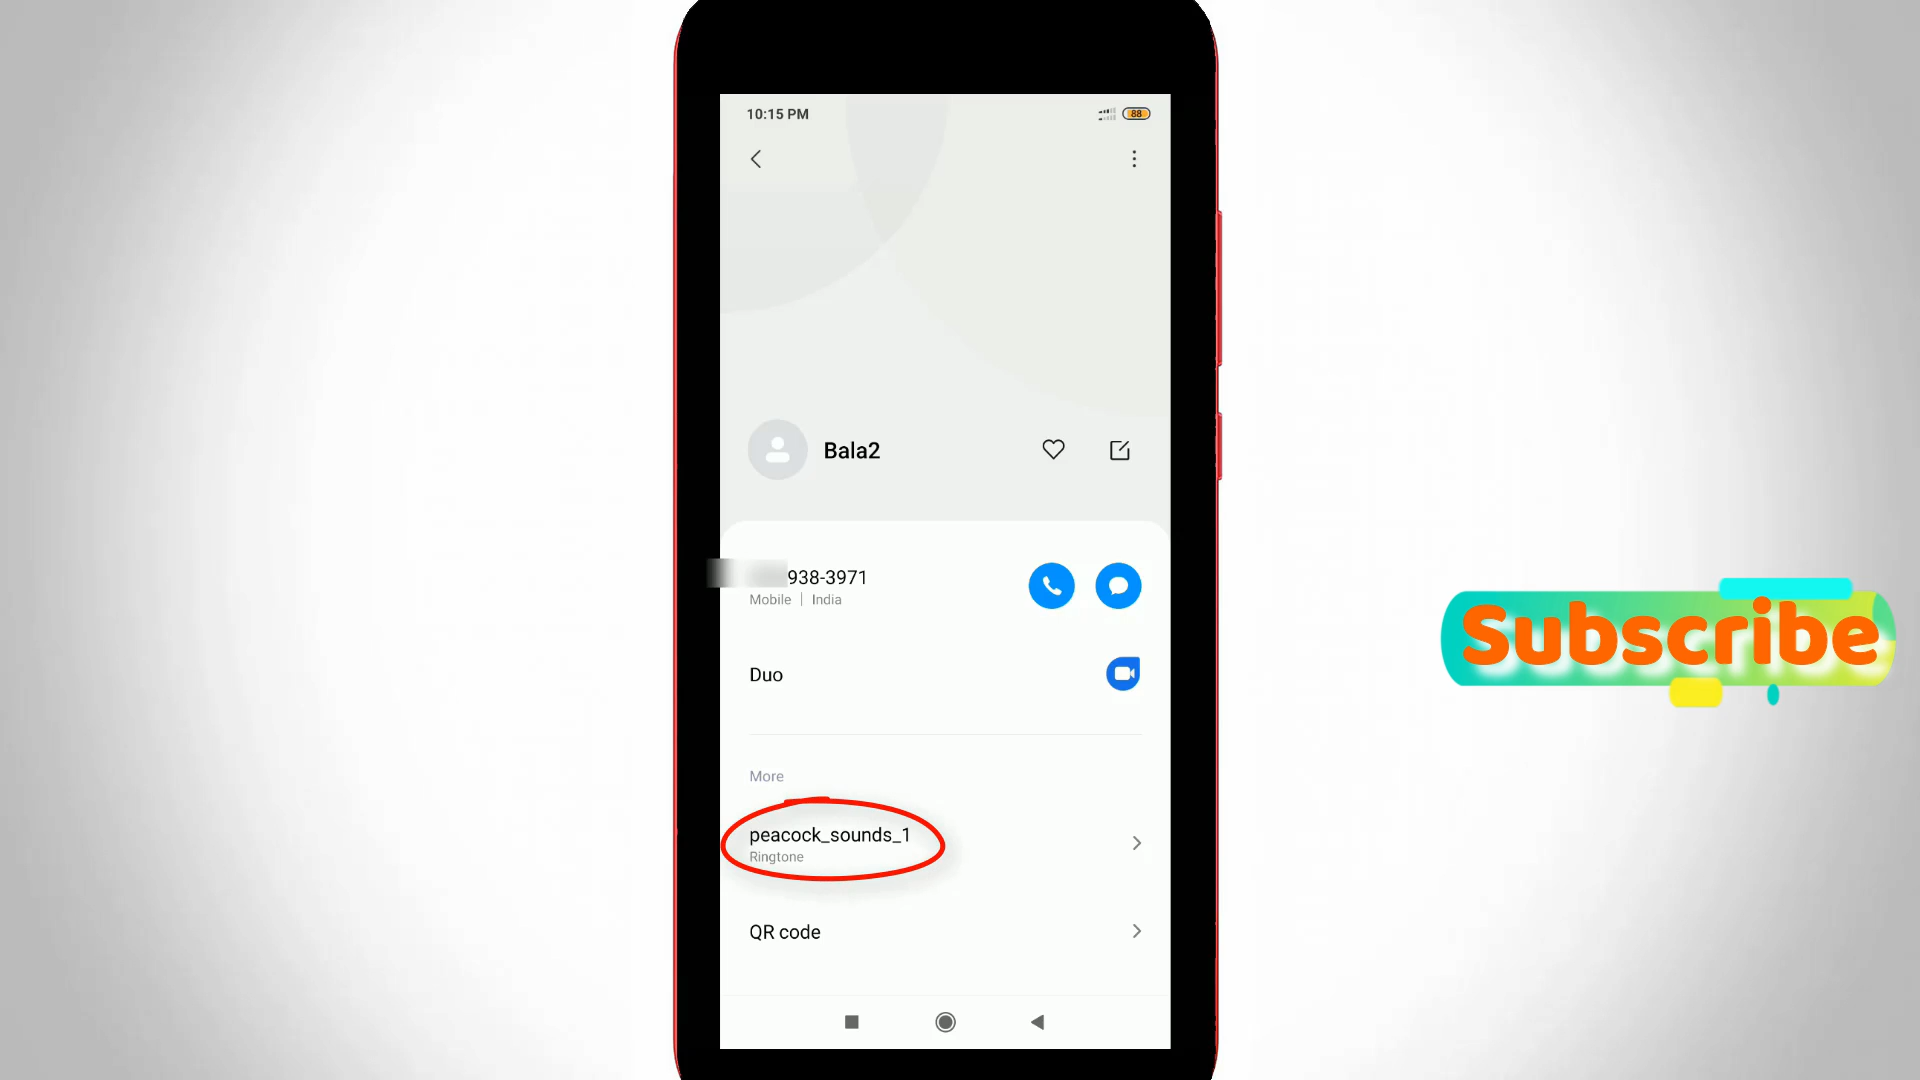 10:15 PM
88
Bala2
938-3971
Mobile | India
Duo
More
peacock_sounds_1
Ringtone
QR code
Subscribe